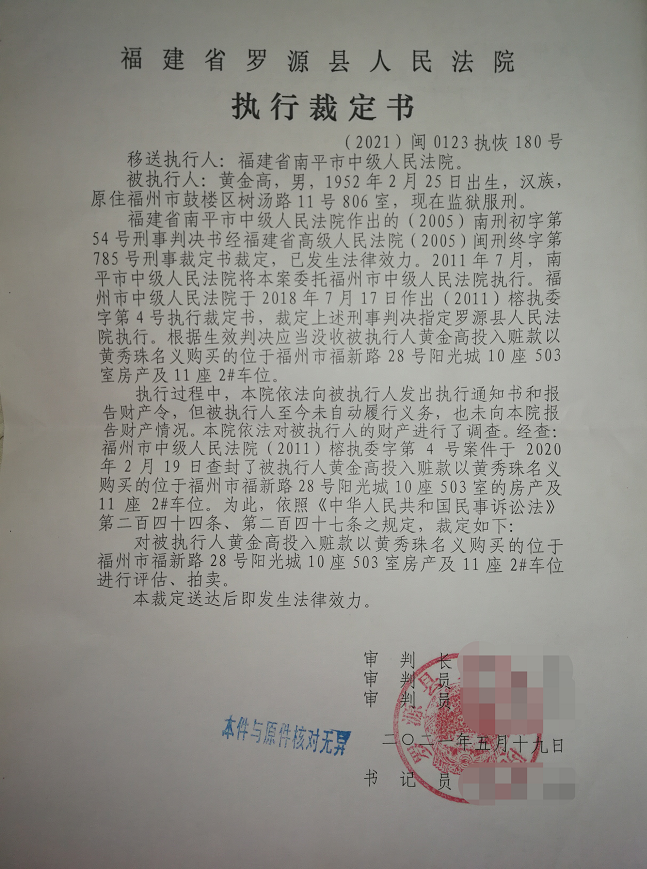 福建省罗源县人民法院
执行裁定书
（2021）闽0123执恢180号
移送执行人：福建省南平市中级人民法院。
被执行人：黄金高，男，1952年2月25日出生，汉族，
原住福州市鼓楼区树汤路11号806室，现在监狱服刑。
福建省南平市中级人民法院作出的（2005）南刑初字第
54号刑事判决书经福建省高级人民法院（2005）闽刑终字第
785号刑事裁定书裁定，已发生法律效力。2011年7月，南
平市中级人民法院将本案委托福州市中级人民法院执行。福
州市中级人民法院于2018年7月17日作出（2011）榕执委
字第4号执行裁定书，裁定上述刑事判决指定罗源县人民法
院执行。根据生效判决应当没收被执行人黄金高投入赃款以
黄秀珠名义购买的位于福州市福新路28号阳光城10座503
室房产及11座2#车位。
执行过程中，本院依法向被执行人发出执行通知书和报
告财产令，但被执行人至今未自动履行义务，也未向本院报
告财产情况。本院依法对被执行人的财产进行了调查。经查：
福州市中级人民法院（2011）榕执委字第 4 号案件于 2020
年 2 月 19 日查封了被执行人黄金高投入赃款以黄秀珠名义
购买的位于福州市福新路28号阳光城10座503室的房产及
11 座 2#车位。为此，依照《中华人民共和国民事诉讼法》
第二百四十四条、第二百四十七条之规定，裁定如下：
对被执行人黄金高投入赃款以黄秀珠名义购买的位于
福州市福新路28号阳光城10座503室房产及11座2#车位
进行评估、拍卖。
本裁定送达后即发生法律效力。
审 判 长
审 判 员
审 判 员
本件与原件核对无异
二〇二一年五月十九日
书 记 员
罗源县